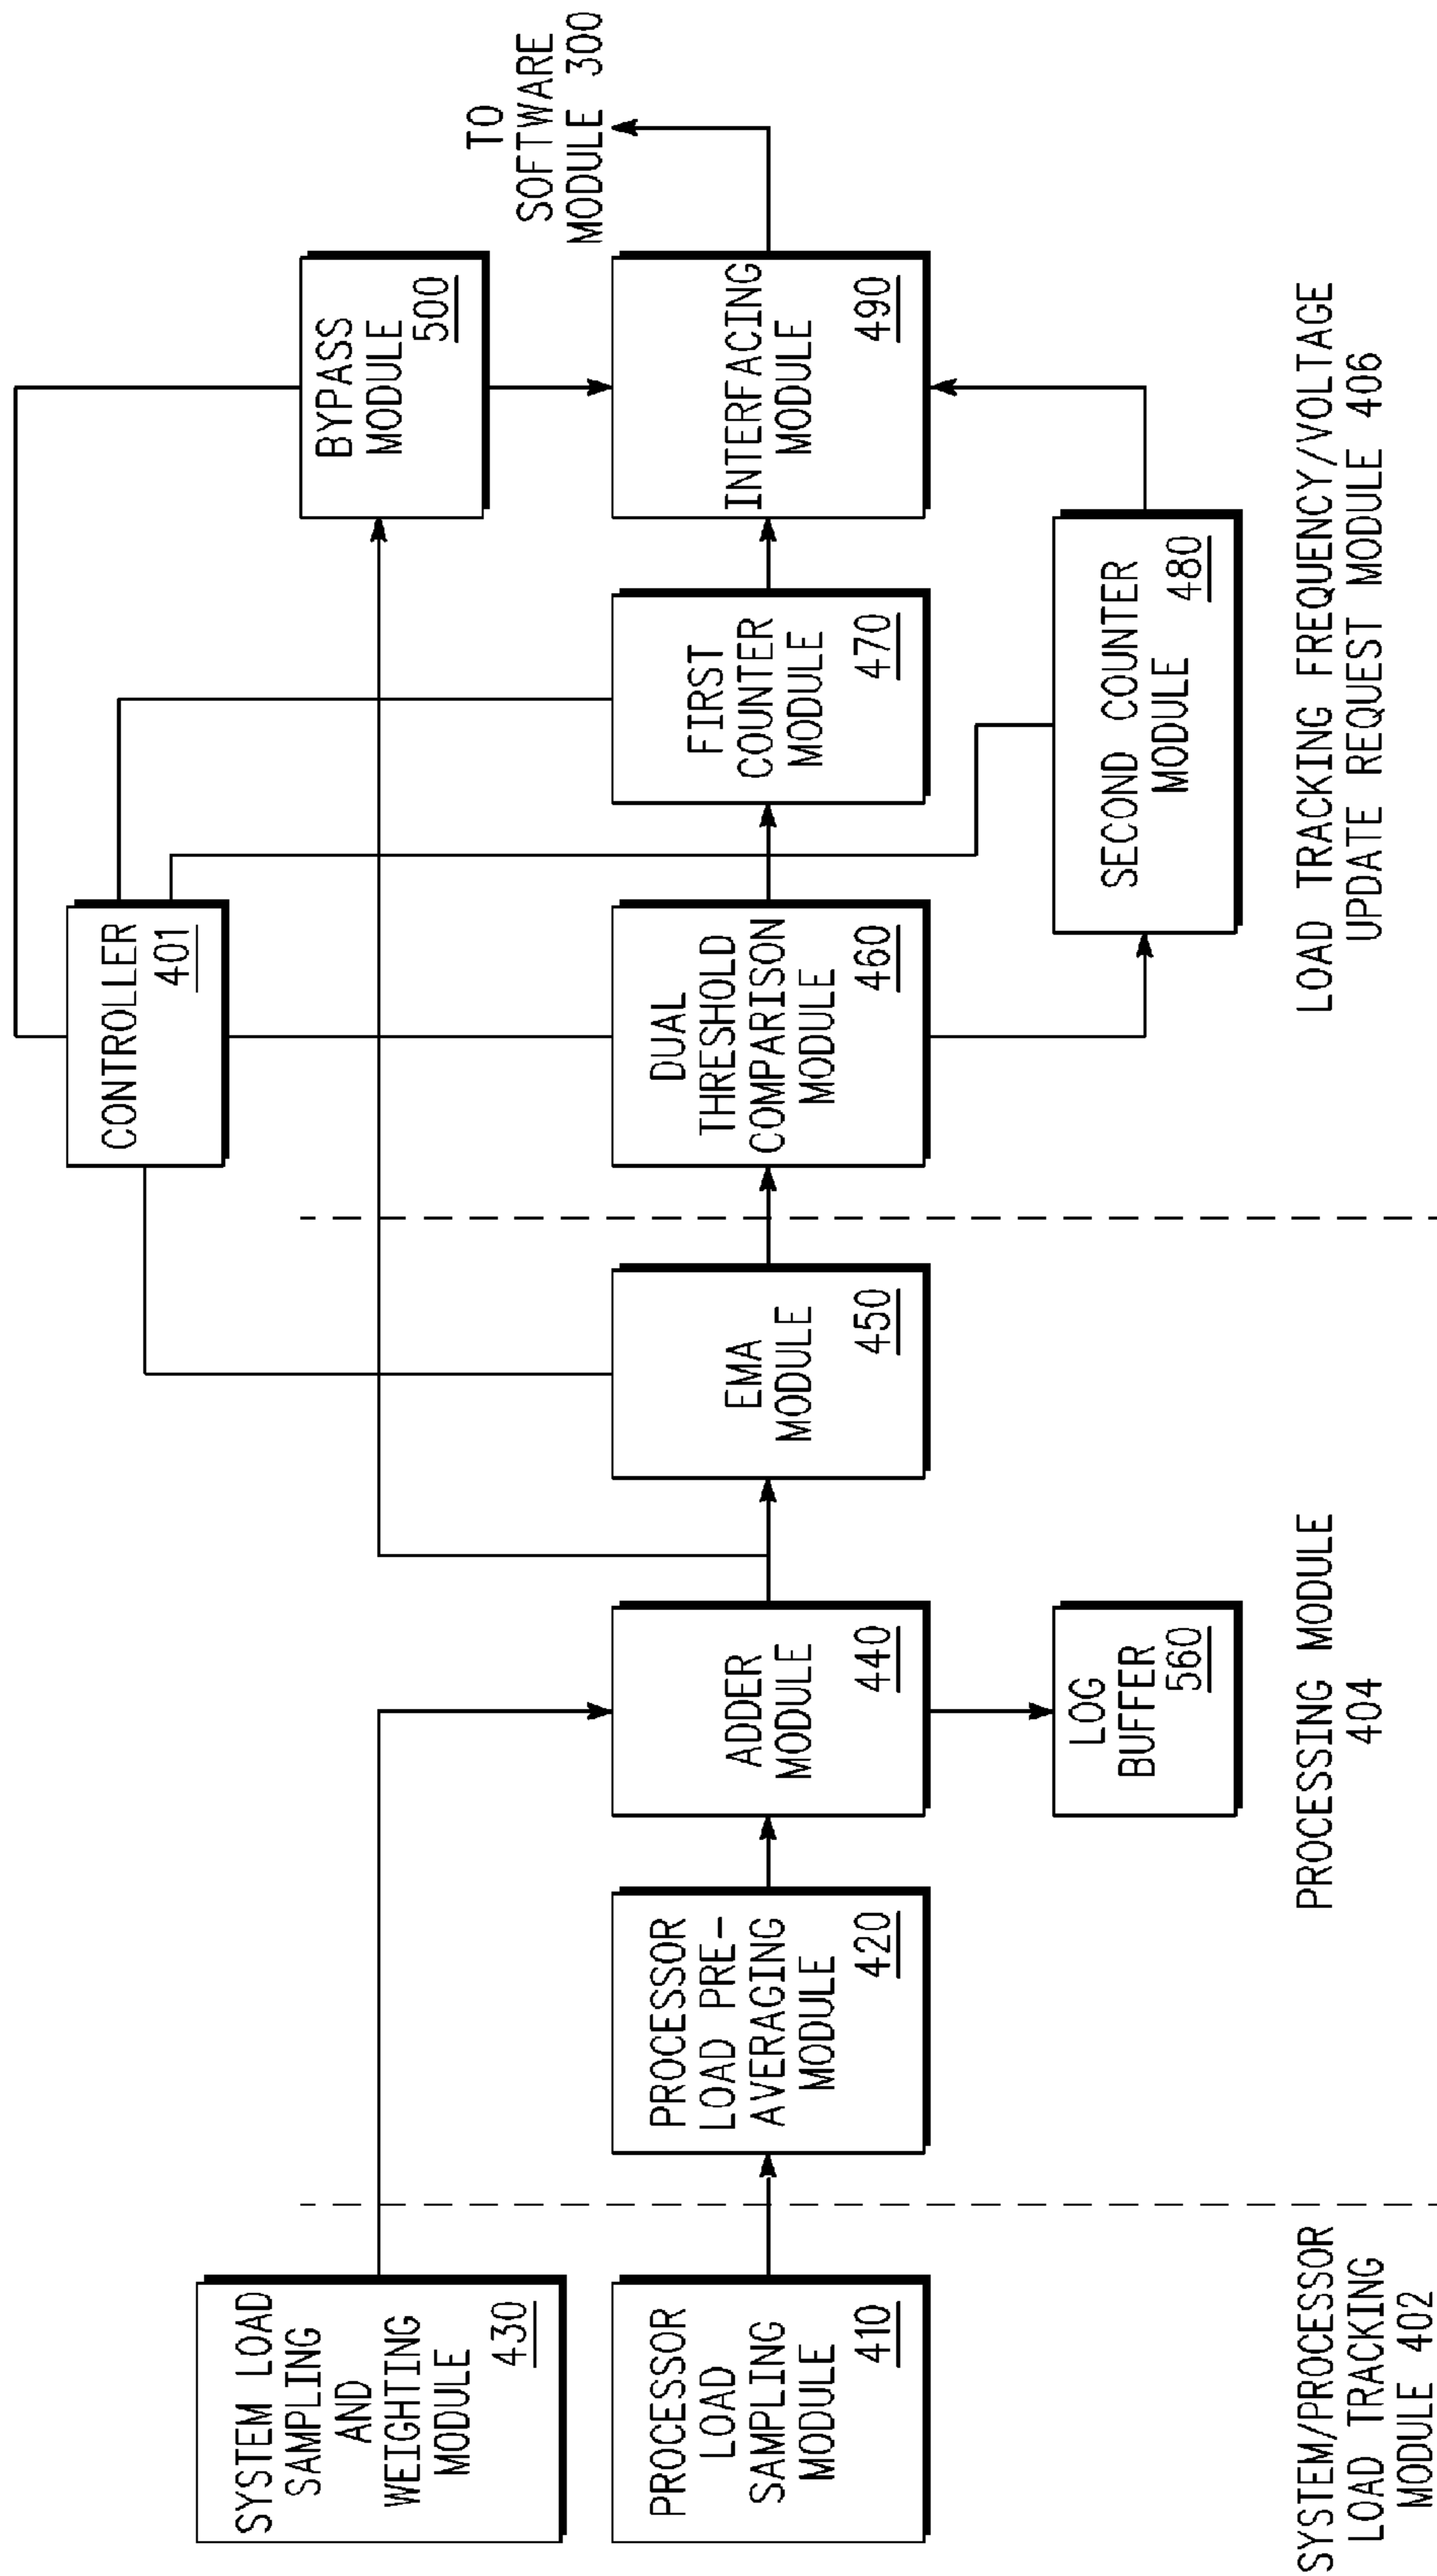 SYSTEM LOAD
SAMPLING
AND
WEIGHTING
MODULE
430
PROCESSOR
LOAD
SAMPLING
MODULE
410
SYSTEM/PROCESSOR
LOAD TRACKING
MODULE 402
PROCESSOR
LOAD PRE-
AVERAGING
MODULE
420
ADDER
MODULE
440
LOG
BUFFER
560
EMA
MODULE
450
PROCESSING MODULE
404
CONTROLLER
401
DUAL
THRESHOLD
COMPARISON
MODULE
460
FIRST
COUNTER
MODULE
470
SECOND COUNTER
MODULE
480
BYPASS
MODULE
500
INTERFACING
MODULE
490
TO
SOFTWARE
MODULE 300
LOAD TRACKING FREQUENCY/VOLTAGE
UPDATE REQUEST MODULE 406